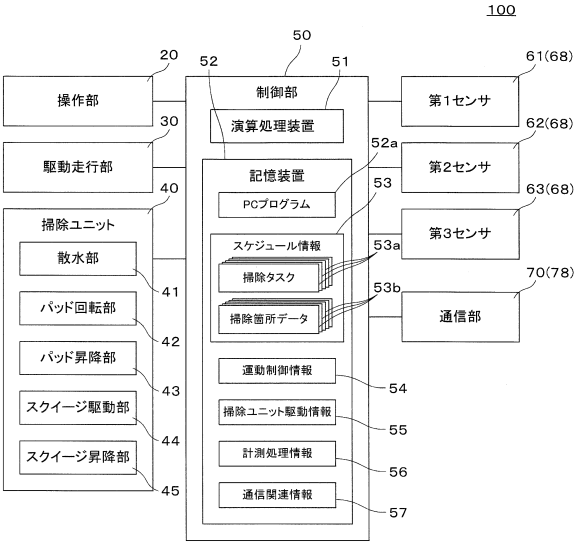 100
20
操作部
30
駆動走行部
40
掃除ユニット
散水部
41
パッド回転部
42
パッド昇降部
43
スクイージ駆動部
44
スクイージ昇降部
45
50
制御部
51
演算処理装置
52
記憶装置
52a
PCプログラム
53
スケジュール情報
53a
掃除タスク
53b
掃除箇所データ
運動制御情報
54
掃除ユニット駆動情報
55
計測処理情報
56
通信関連情報
57
61(68)
第1センサ
62(68)
第2センサ
63(68)
第3センサ
70(78)
通信部